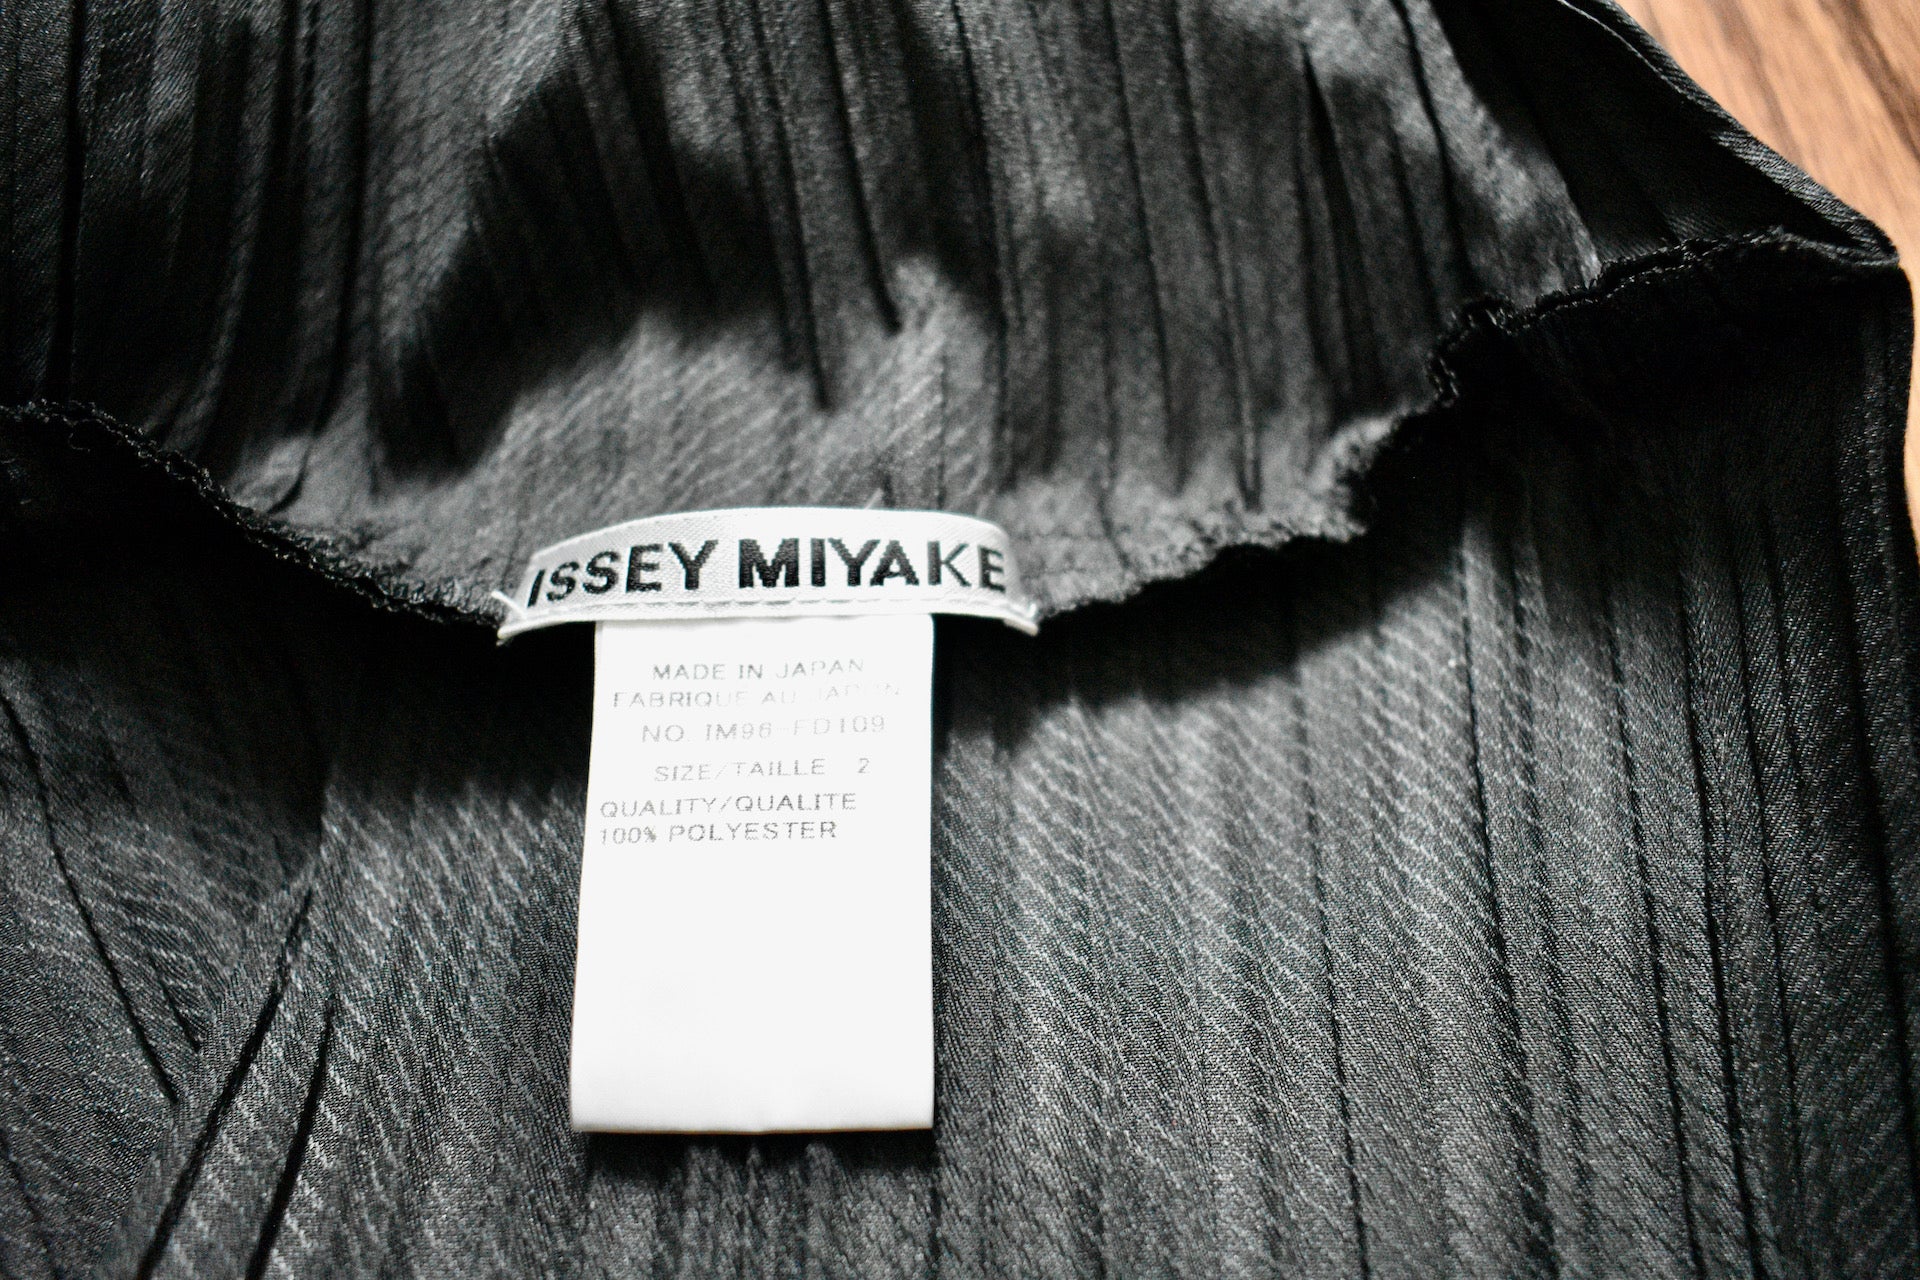 ISSEY MIYAKE
MADE IN JAPAN
FABRIQUE AU JAPON
NO. IM96-FD109
SIZE/TAILLE 2
QUALITY/QUALITE
100% POLYESTER